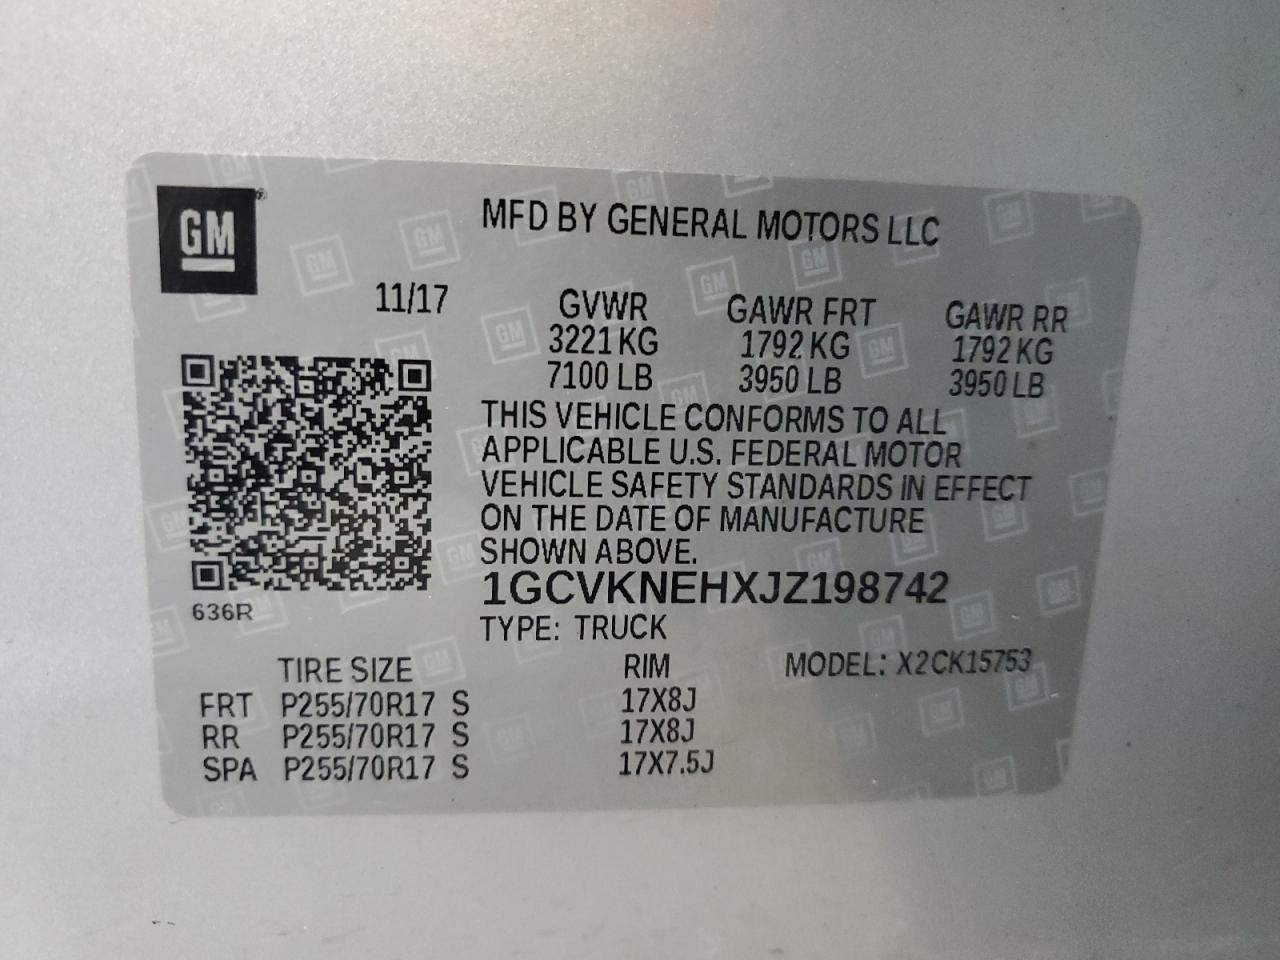 GM
MFD BY GENERAL MOTORS LLC
11/17
GVWR GAWR FRT GAWR RR
3221 KG 1792 KG 1792 KG
7100 LB 3950 LB 3950 LB
THIS VEHICLE CONFORMS TO ALL
APPLICABLE U.S. FEDERAL MOTOR
VEHICLE SAFETY STANDARDS IN EFFECT
ON THE DATE OF MANUFACTURE
SHOWN ABOVE.
1GCVKNEHXJZ198742
636R
TYPE: TRUCK
TIRE SIZE RIM MODEL: X2CK15753
FRT P255/70R17 S 17X8J
RR P255/70R17 S 17X8J
SPA P255/70R17 S 17X7.5J